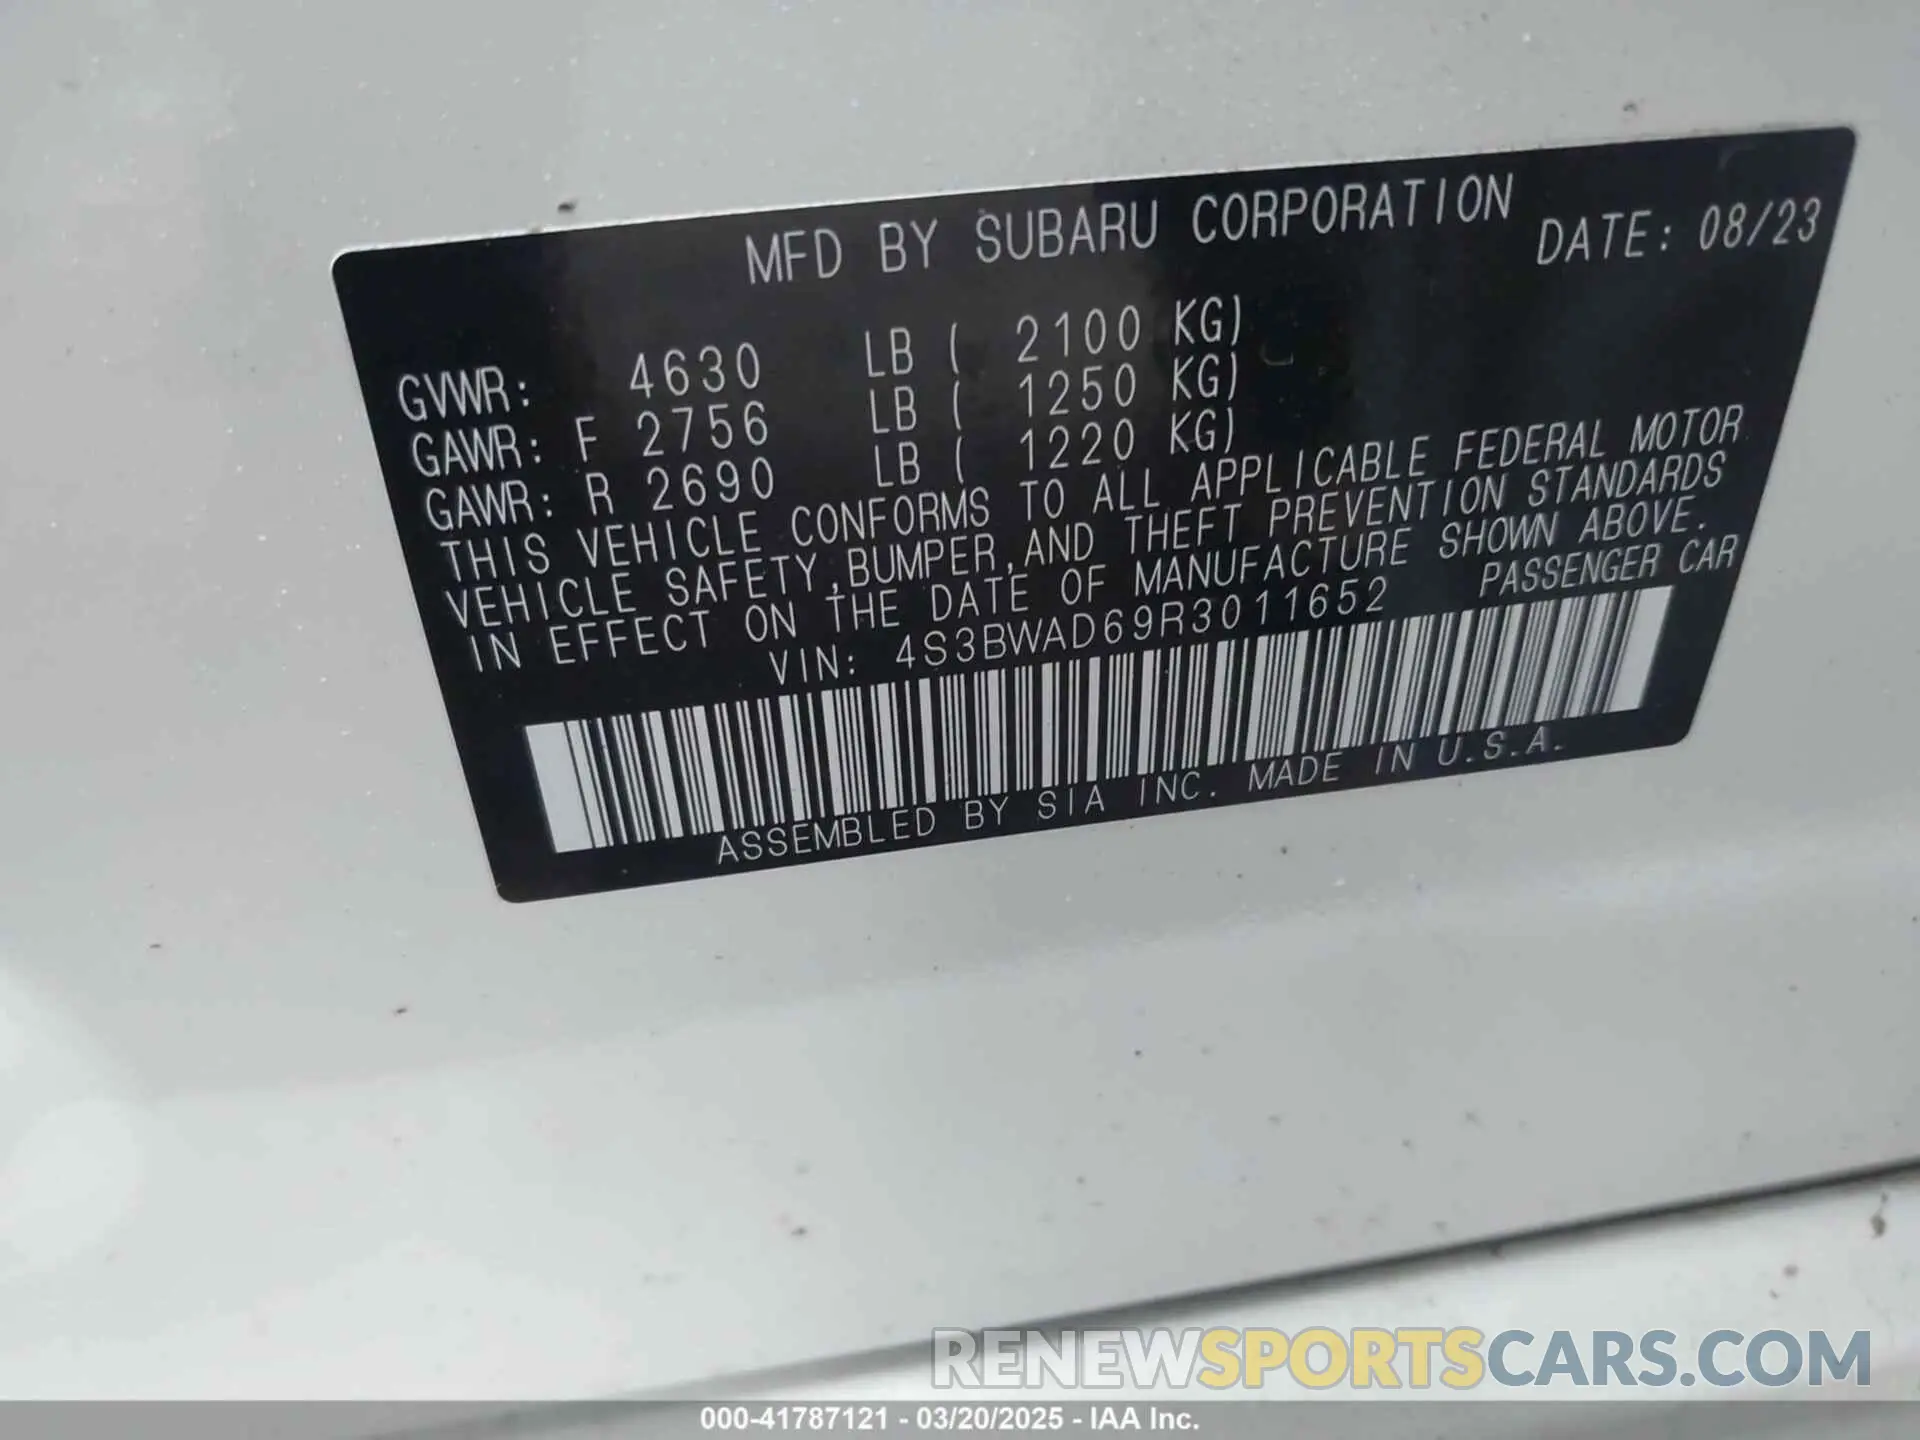 MFD BY SUBARU CORPORATION DATE: 08/23
GVWR: 4630 LB ( 2100 KG)
GAWR: F 2756 LB ( 1250 KG)
GAWR: R 2690 LB ( 1220 KG)
THIS VEHICLE CONFORMS TO ALL APPLICABLE FEDERAL MOTOR
VEHICLE SAFETY,BUMPER,AND THEFT PREVENTION STANDARDS
IN EFFECT ON THE DATE OF MANUFACTURE SHOWN ABOVE.
VIN: 4S3BWAD69R3011652 PASSENGER CAR
ASSEMBLED BY SIA INC. MADE IN U.S.A.
RENEWSPORTSCARS.COM
000-41787121 - 03/20/2025 - IAA Inc.